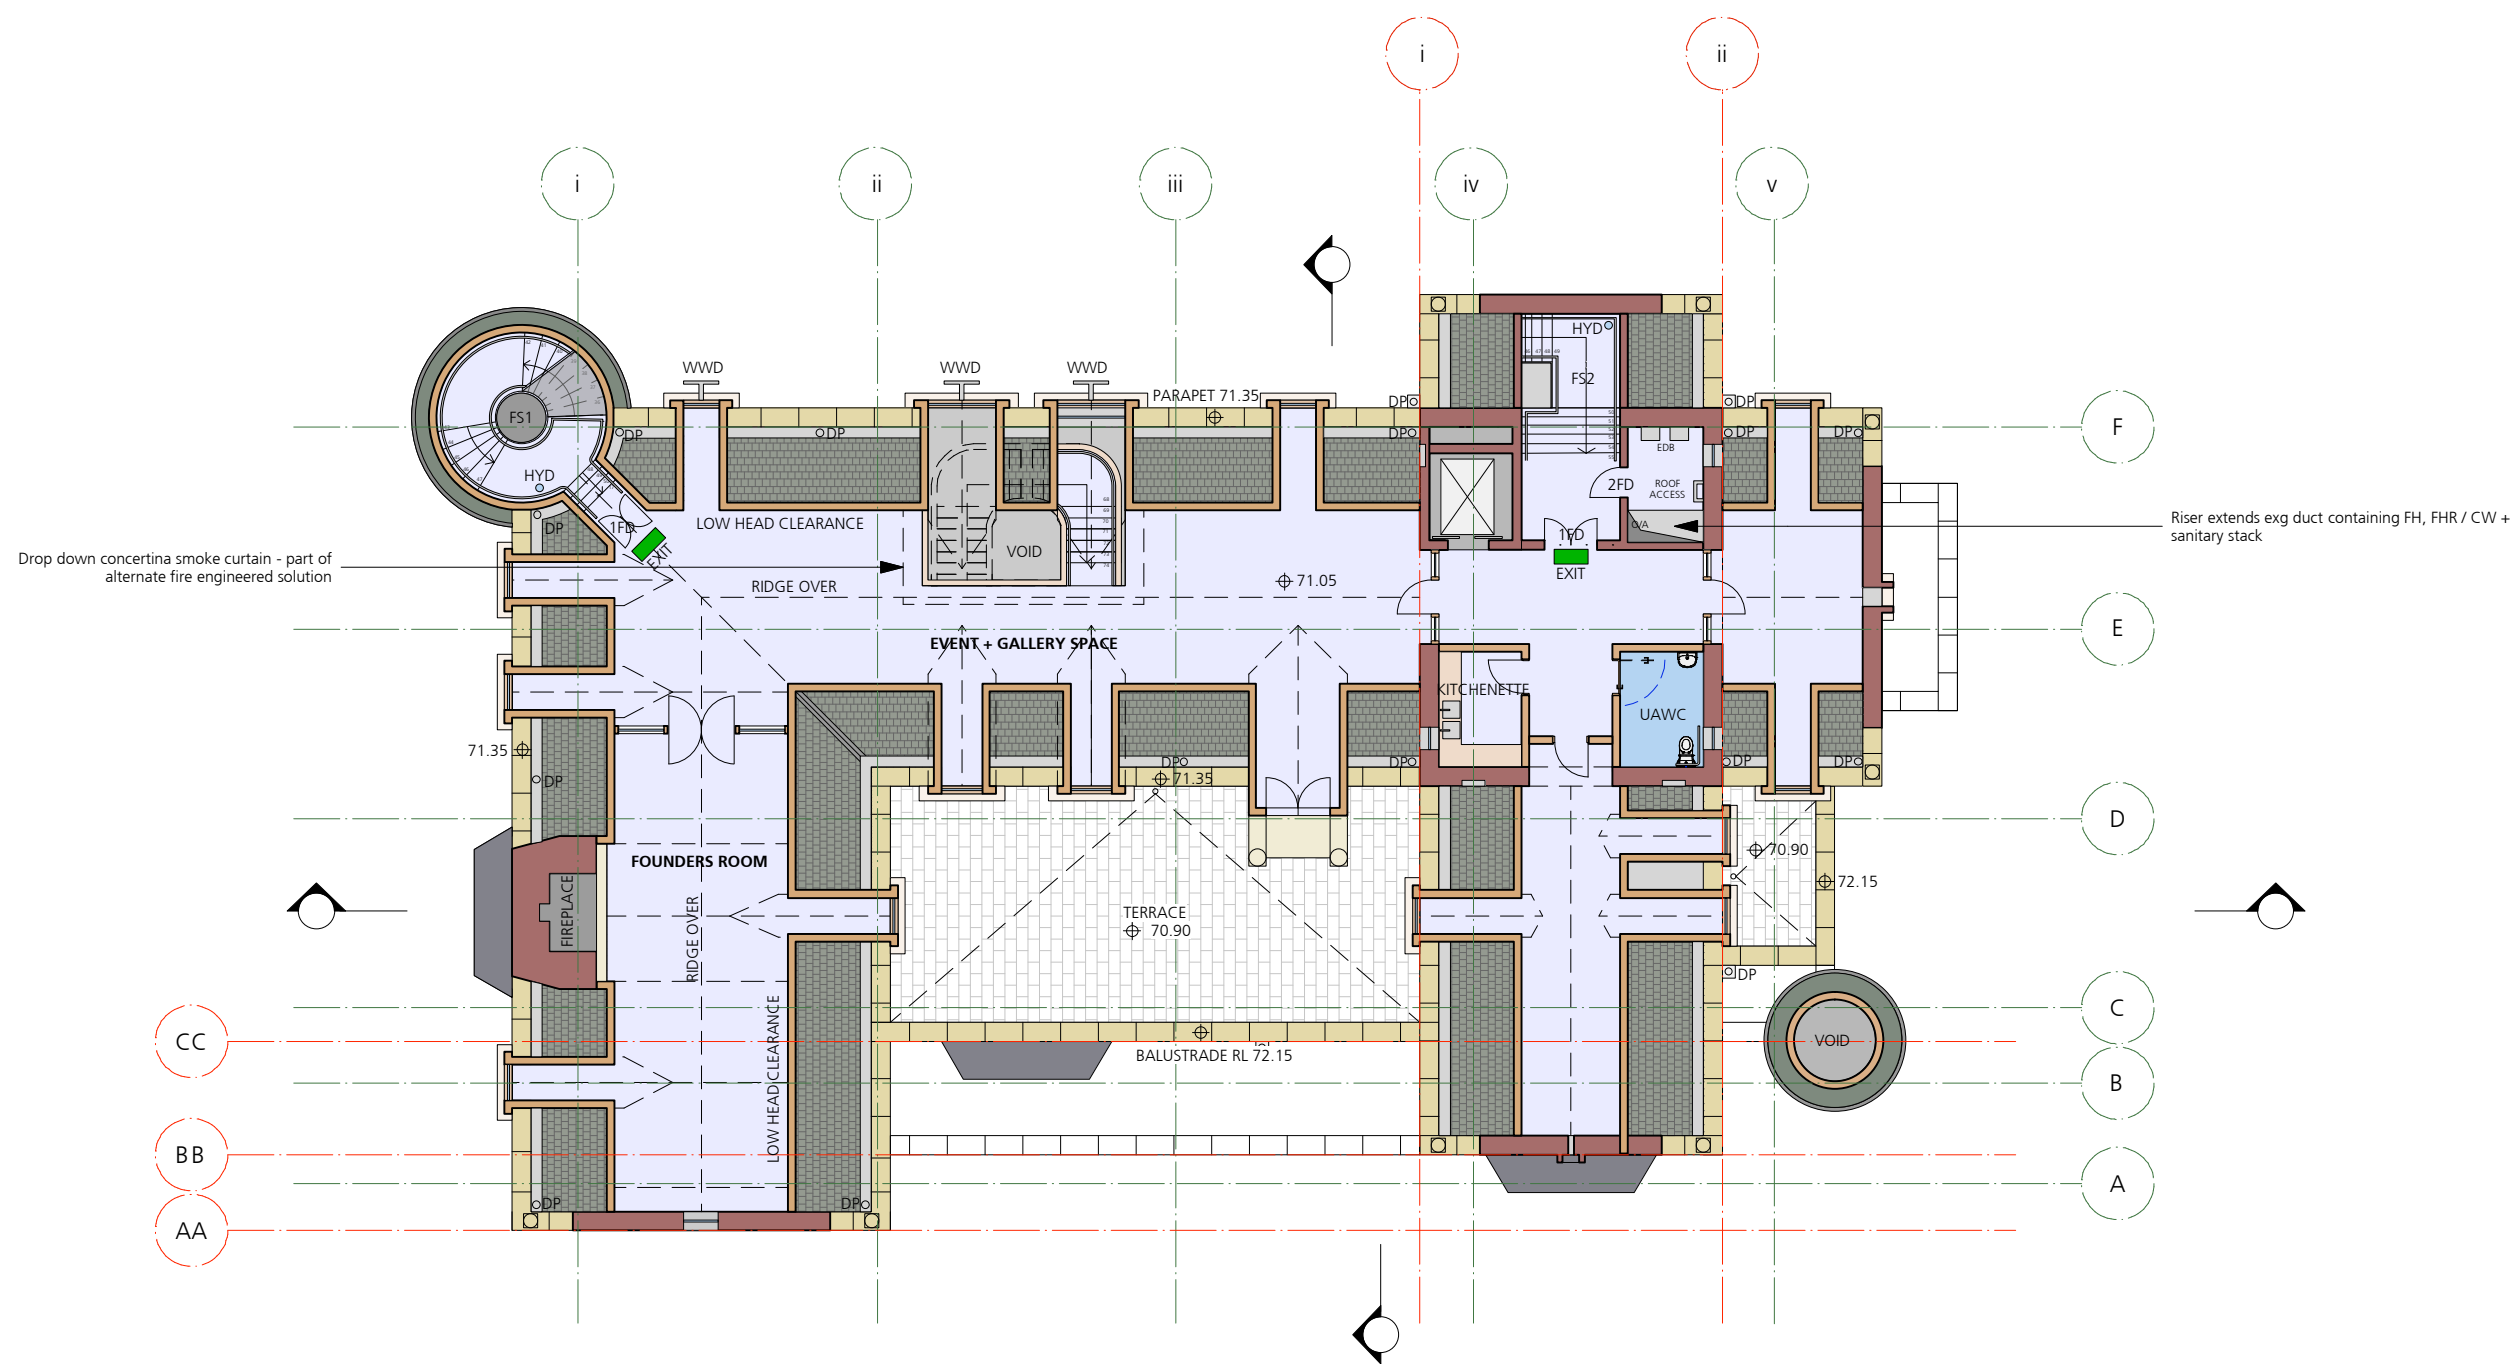 i
ii
i
ii
iii
iv
v
HYD
WWD
WWD
WWD
FS2
PARAPET 71.35
DP
DP
FS1
DP
DP
DP
DP
DP
F
EDB
HYD
2FD
ROOF
ACCESS
LOW HEAD CLEARANCE
Riser extends exg duct containing FH, FHR / CW +
sanitary stack
DP
1FD
O/A
1FD
VOID
Drop down concertina smoke curtain - part of
alternate fire engineered solution
EXIT
EXIT
71.05
RIDGE OVER
E
EVENT + GALLERY SPACE
KITCHENETTE
UAWC
71.35
DP
DP
DP
DP
DP
71.35
D
70.90
FOUNDERS ROOM
72.15
FIREPLACE
TERRACE
70.90
RIDGE OVER
DP
C
CC
VOID
BALUSTRADE RL 72.15
LOW HEAD CLEARANCE
B
BB
A
DP
DP
AA